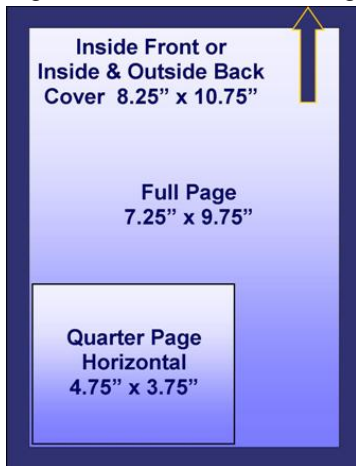 Inside Front or
Inside & Outside Back
Cover 8.25” x 10.75”
Full Page
7.25” x 9.75”
Quarter Page
Horizontal
4.75” x 3.75”